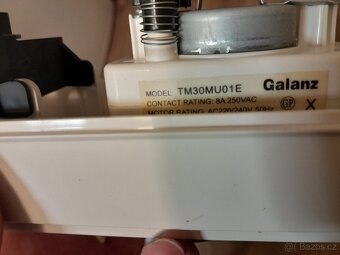 MODEL: TM30MU01E Galanz
CONTACT RATING: 8A 250VAC
MOTOR RATING: AC220/240V 50Hz
GP X
© Bazos.cz